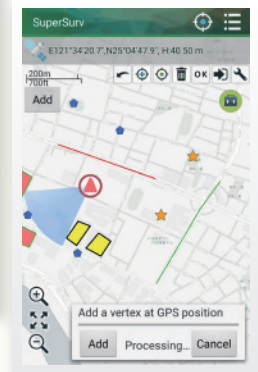 SuperSurv
E121°34'20.7",N25°04'47.9", H:40.50 m
200m
700ft
OK
Add
Add a vertex at GPS position
Add Processing... Cancel